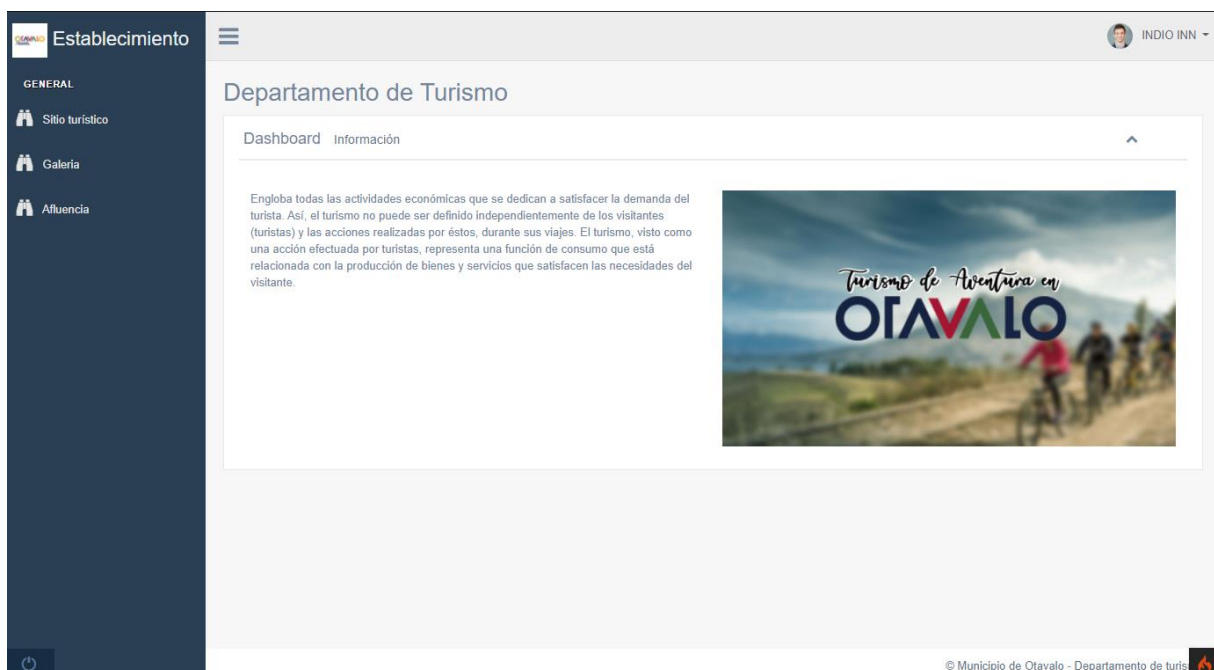 OTAVALO Establecimiento
INDIO INN
GENERAL
Sitio turístico
Galeria
Afluencia
Departamento de Turismo
Dashboard Información
Engloba todas las actividades económicas que se dedican a satisfacer la demanda del
turista. Así, el turismo no puede ser definido independientemente de los visitantes
(turistas) y las acciones realizadas por éstos, durante sus viajes. El turismo, visto como
una acción efectuada por turistas, representa una función de consumo que está
relacionada con la producción de bienes y servicios que satisfacen las necesidades del
visitante.
Turismo de Aventura en
OTAVALO
© Municipio de Otavalo - Departamento de turis